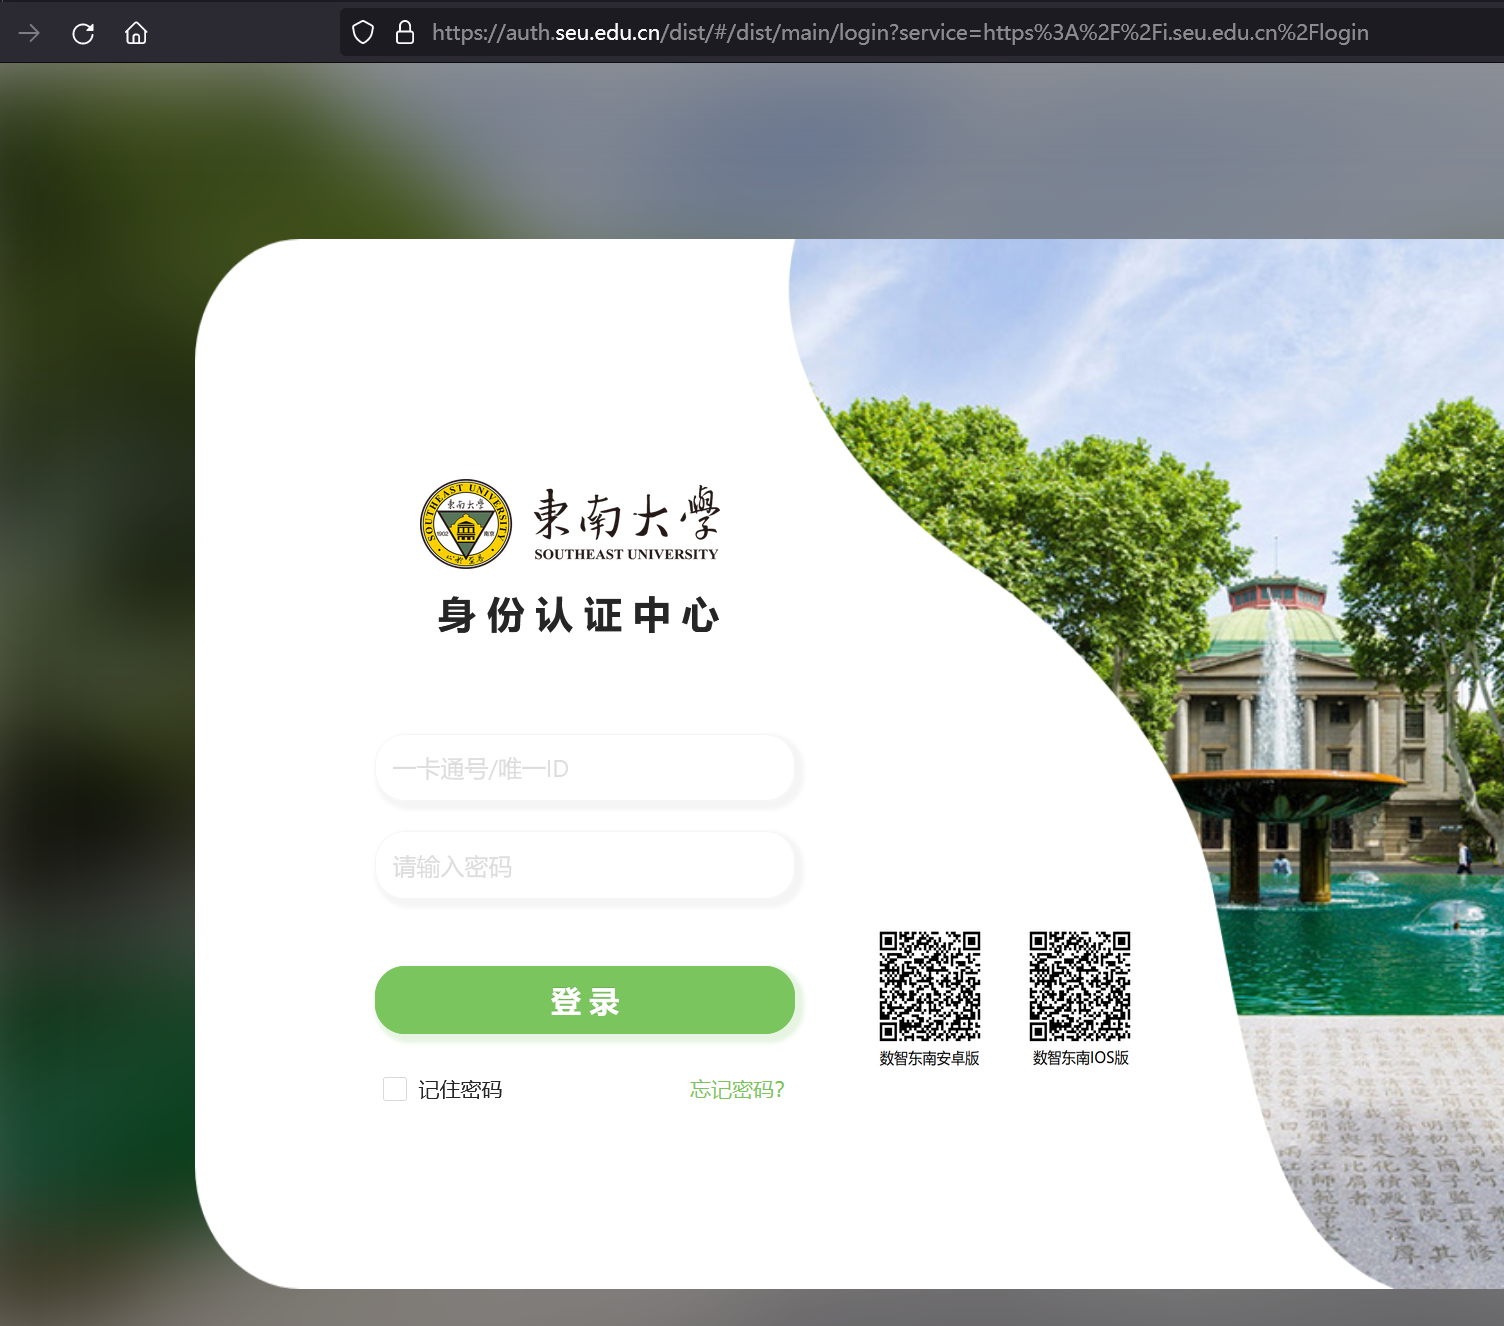 https://auth.seu.edu.cn/dist/#/dist/main/login?service=https%3A%2F%2Fi.seu.edu.cn%2Flogin
SOUTHEAST UNIVERSITY
東南大學
1902
南京
東南大學
SOUTHEAST UNIVERSITY
身份认证中心
一卡通号/唯一ID
请输入密码
登录
记住密码
忘记密码?
数智东南安卓版
数智东南IOS版